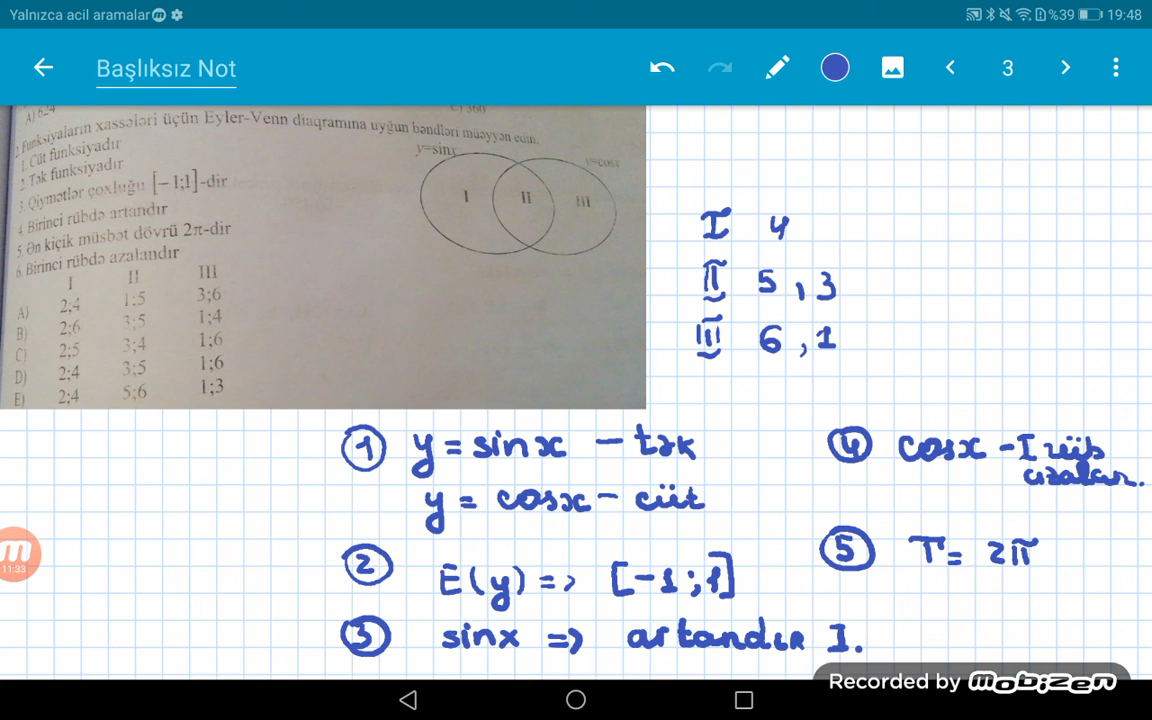 Yalnızca acil aramalar
%39 19:48
Başlıksız Not
3
A) 624
E) 360
2. Funksiyaların xassələri üçün Eyler-Venn diaqramına uyğun bəndləri müəyyən edin.
1. Cüt funksiyadır
2. Tək funksiyadır
3. Qiymətlər çoxluğu [-1;1]-dir
4. Birinci rübdə artandır
5. Ən kiçik müsbət dövrü 2π-dir
6. Birinci rübdə azalandır
y=sinx
y=cosx
I II III
I II III
A) 2;4 1;5 3;6
B) 2;6 3;5 1;4
C) 2;5 3;4 1;6
D) 2;4 3;5 1;6
E) 2;4 5;6 1;3
I 4
II 5,3
III 6,1
① y = sinx – tək
y = cosx – cüt
② E(y) => [-1;1]
③ sinx => artandır I.
④ cosx – I rüb
azalan.
⑤ T = 2π
11:33
Recorded by mobizen